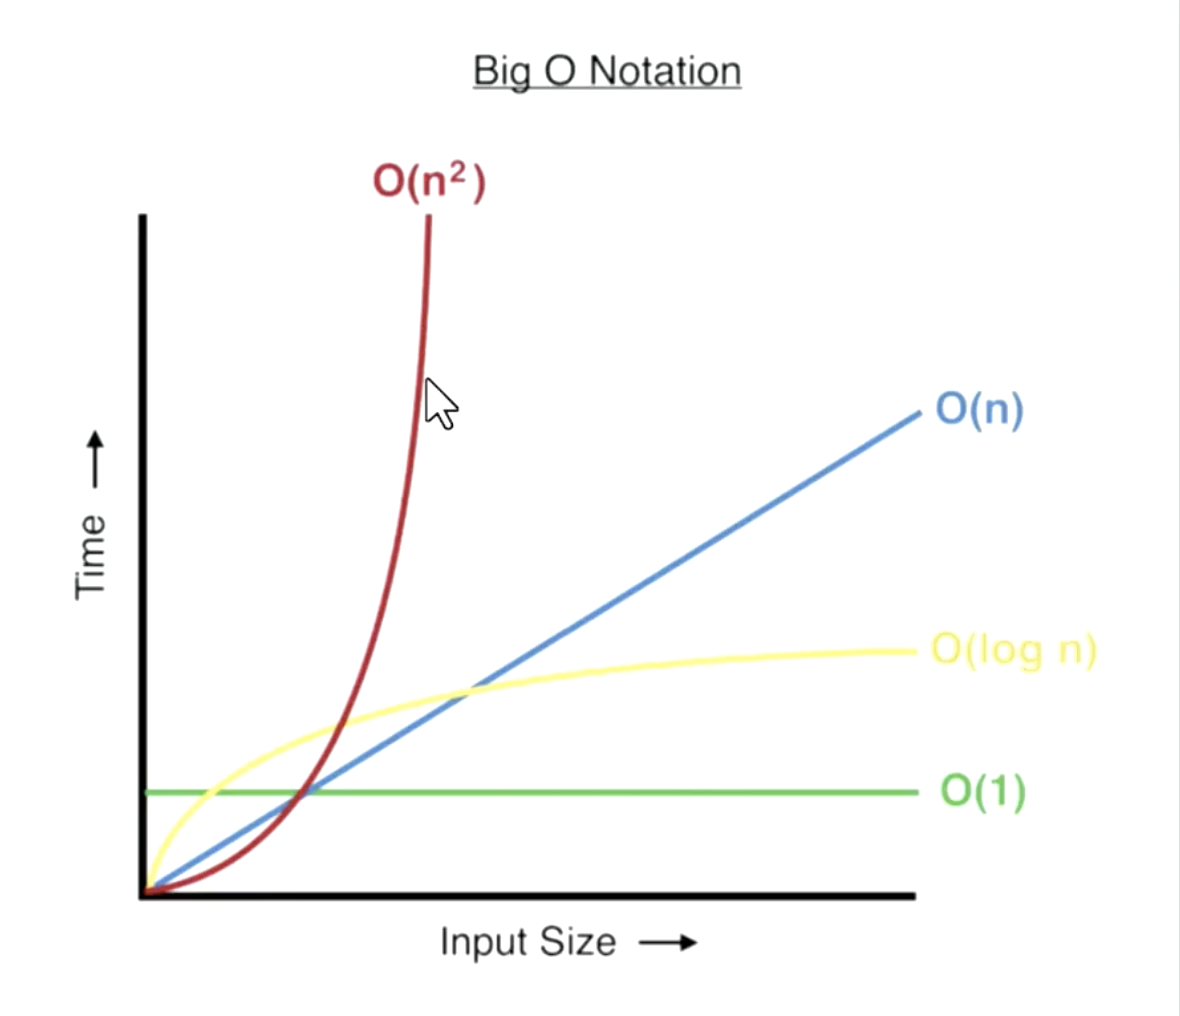 Big O Notation
O(n²)
O(n)
Time
O(log n)
O(1)
Input Size